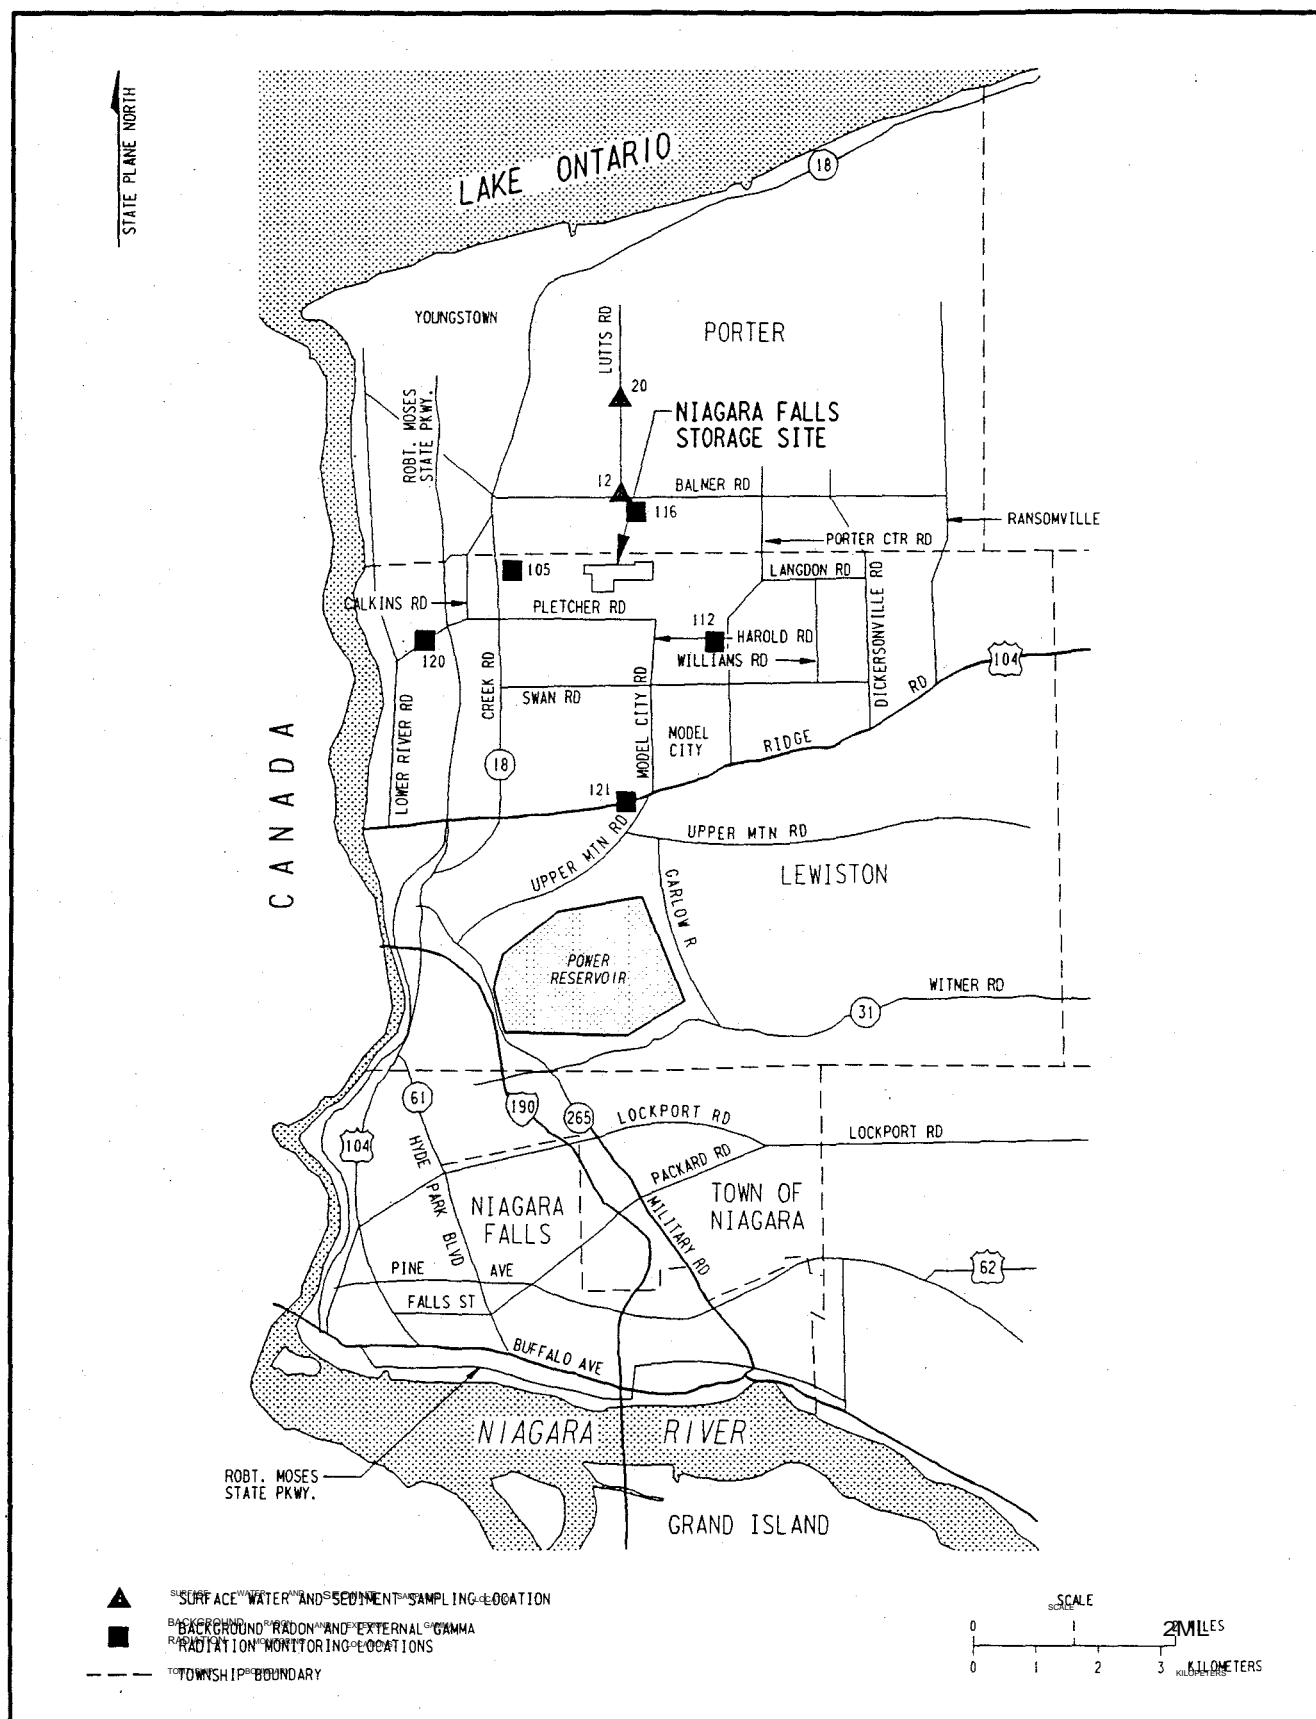 STATE PLANE NORTH
LAKE ONTARIO
18
YOUNGSTOWN
LUTTS RD
PORTER
20
ROBT. MOSES
STATE PKWY.
NIAGARA FALLS
STORAGE SITE
12
BALMER RD
116
RANSOMVILLE
PORTER CTR RD
105
LANGDON RD
CALKINS RD
PLETCHER RD
112
HAROLD RD
DICKERSONVILLE RD
120
WILLIAMS RD
104
CREEK RD
SWAN RD
MODEL CITY RD
LOWER RIVER RD
MODEL
CITY
RIDGE RD
CANADA
18
121
UPPER MTN RD
UPPER MTN RD
LEWISTON
GARLOW R
POWER
RESERVOIR
WITMER RD
31
61
190
265
LOCKPORT RD
LOCKPORT RD
104
HYDE PARK BLVD
PACKARD RD
NIAGARA
FALLS
TOWN OF
NIAGARA
MILITARY RD
PINE AVE
62
FALLS ST
BUFFALO AVE
NIAGARA RIVER
ROBT. MOSES
STATE PKWY.
GRAND ISLAND
SURFACE WATER AND SEDIMENT SAMPLING LOCATION
BACKGROUND RADON AND EXTERNAL GAMMA
RADIATION MONITORING LOCATIONS
TOWNSHIP BOUNDARY
SCALE
SCALE
0 1 2 MILES
0 1 2 3 KILOMETERS